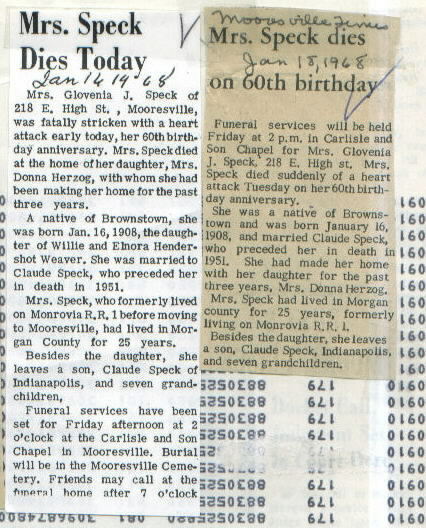 Mrs. Speck
Dies Today
Jan 16 1968
Mrs. Glovenia J. Speck of
218 E. High St. , Mooresville,
was fatally stricken with a heart
attack early today, her 60th birth-
day anniversary. Mrs. Speck died
at the home of her daughter, Mrs.
Donna Herzog, with whom she had
been making her home for the past
three years.
A native of Brownstown, she
was born Jan. 16, 1908, the daugh-
ter of Willie and Elnora Hender-
shot Weaver. She was married to
Claude Speck, who preceded her
in death in 1951.
Mrs. Speck, who formerly lived
on Monrovia R.R. 1 before moving
to Mooresville, had lived in Mor-
gan County for 25 years.
Besides the daughter, she
leaves a son, Claude Speck of
Indianapolis, and seven grand-
children,
Funeral services have been
set for Friday afternoon at 2
o'clock at the Carlisle and Son
Chapel in Mooresville. Burial
will be in the Mooresville Ceme-
tery. Friends may call at the
funeral home after 7 o'clock
Mooresville Times
Mrs. Speck dies
Jan 18, 1968
on 60th birthday
Funeral services will be held
Friday at 2 p.m. in Carlisle and
Son Chapel for Mrs. Glovenia
J. Speck, 218 E. High st. Mrs.
Speck died suddenly of a heart
attack Tuesday on her 60th birth-
day anniversary.
She was a native of Browns-
town and was born January 16,
1908, and married Claude Speck,
who preceded her in death in
1951. She had made her home
with her daughter for the past
three years, Mrs. Donna Herzog.
Mrs. Speck had lived in Morgan
county for 25 years, formerly
living on Monrovia R.R. 1.
Besides the daughter, she leaves
a son, Claude Speck, Indianapolis,
and seven grandchildren.